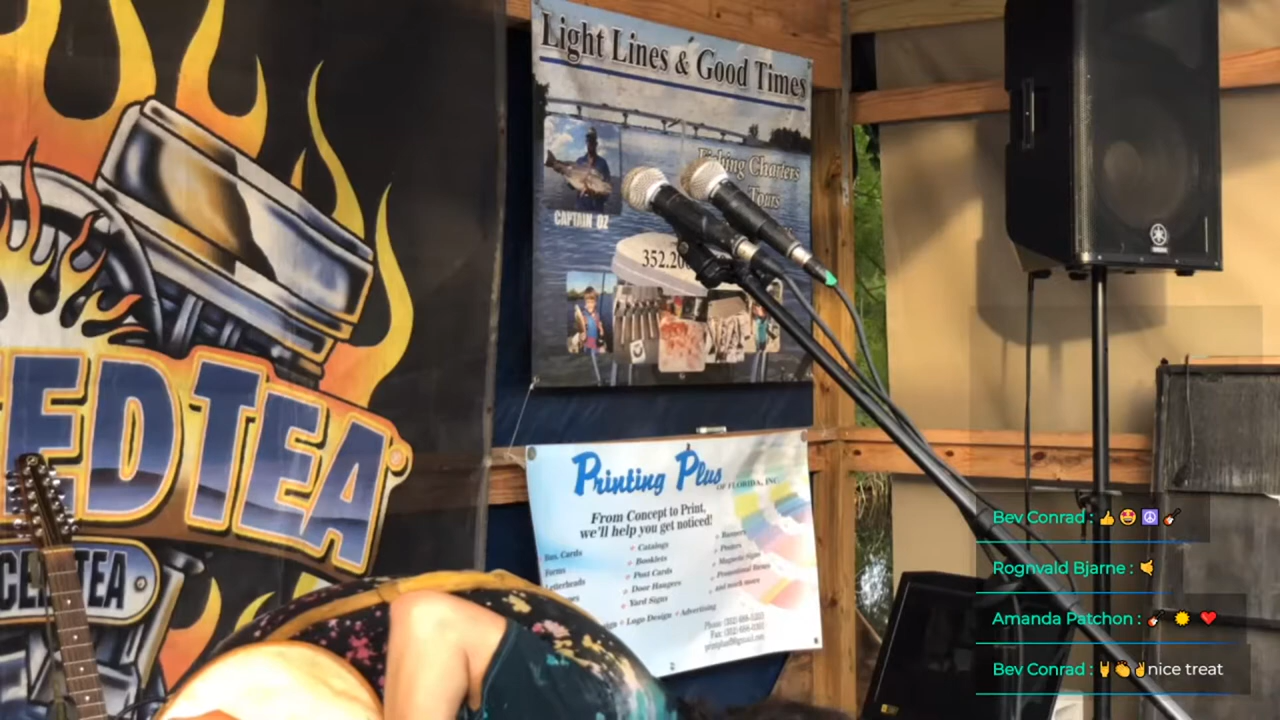 Light Lines & Good Times
Fishing Charters
Tours
CAPTAIN OZ
EDTEA
TEA
Printing Plus
OF FLORIDA, INC
From Concept to Print,
we'll help you get noticed!
Bus. Cards
Forms
Letterheads
Catalogs
Booklets
Post Cards
Door Hangers
Yard Signs
Banners
Posters
Magnetic Signs
Promotional Items
and much more
Logo Design
Advertising
YAMAHA
Bev Conrad : 👍 🤩 ☮️ 🎸
Rognvald Bjarne : 🤙
Amanda Patchon : 🎸 🌞 ❤️
Bev Conrad : 🤘👏✌️nice treat